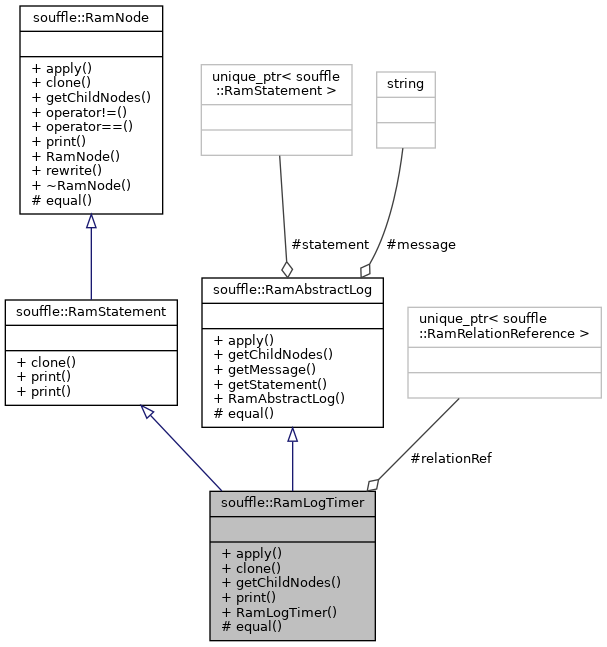 souffle::RamNode
+ apply()
+ clone()
+ getChildNodes()
+ operator!=()
+ operator==()
+ print()
+ RamNode()
+ rewrite()
+ ~RamNode()
# equal()
unique_ptr< souffle
::RamStatement >
string
#statement
#message
souffle::RamStatement
+ clone()
+ print()
+ print()
souffle::RamAbstractLog
+ apply()
+ getChildNodes()
+ getMessage()
+ getStatement()
+ RamAbstractLog()
# equal()
unique_ptr< souffle
::RamRelationReference >
#relationRef
souffle::RamLogTimer
+ apply()
+ clone()
+ getChildNodes()
+ print()
+ RamLogTimer()
# equal()